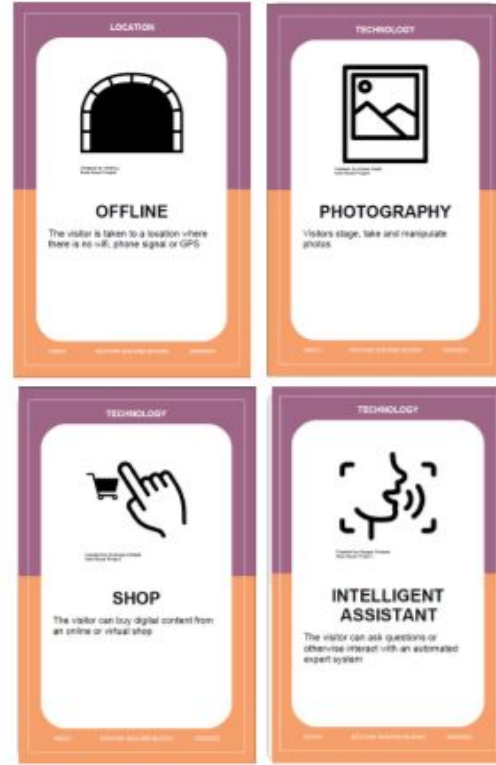 LOCATION
OFFLINE
The visitor is taken to a location where
there is no wifi, phone signal or GPS
TECHNOLOGY
PHOTOGRAPHY
Visitors stage, take and manipulate
photos
TECHNOLOGY
SHOP
The visitor can buy digital content from
an online or virtual shop
TECHNOLOGY
INTELLIGENT
ASSISTANT
The visitor can ask questions or
otherwise interact with an automated
expert system